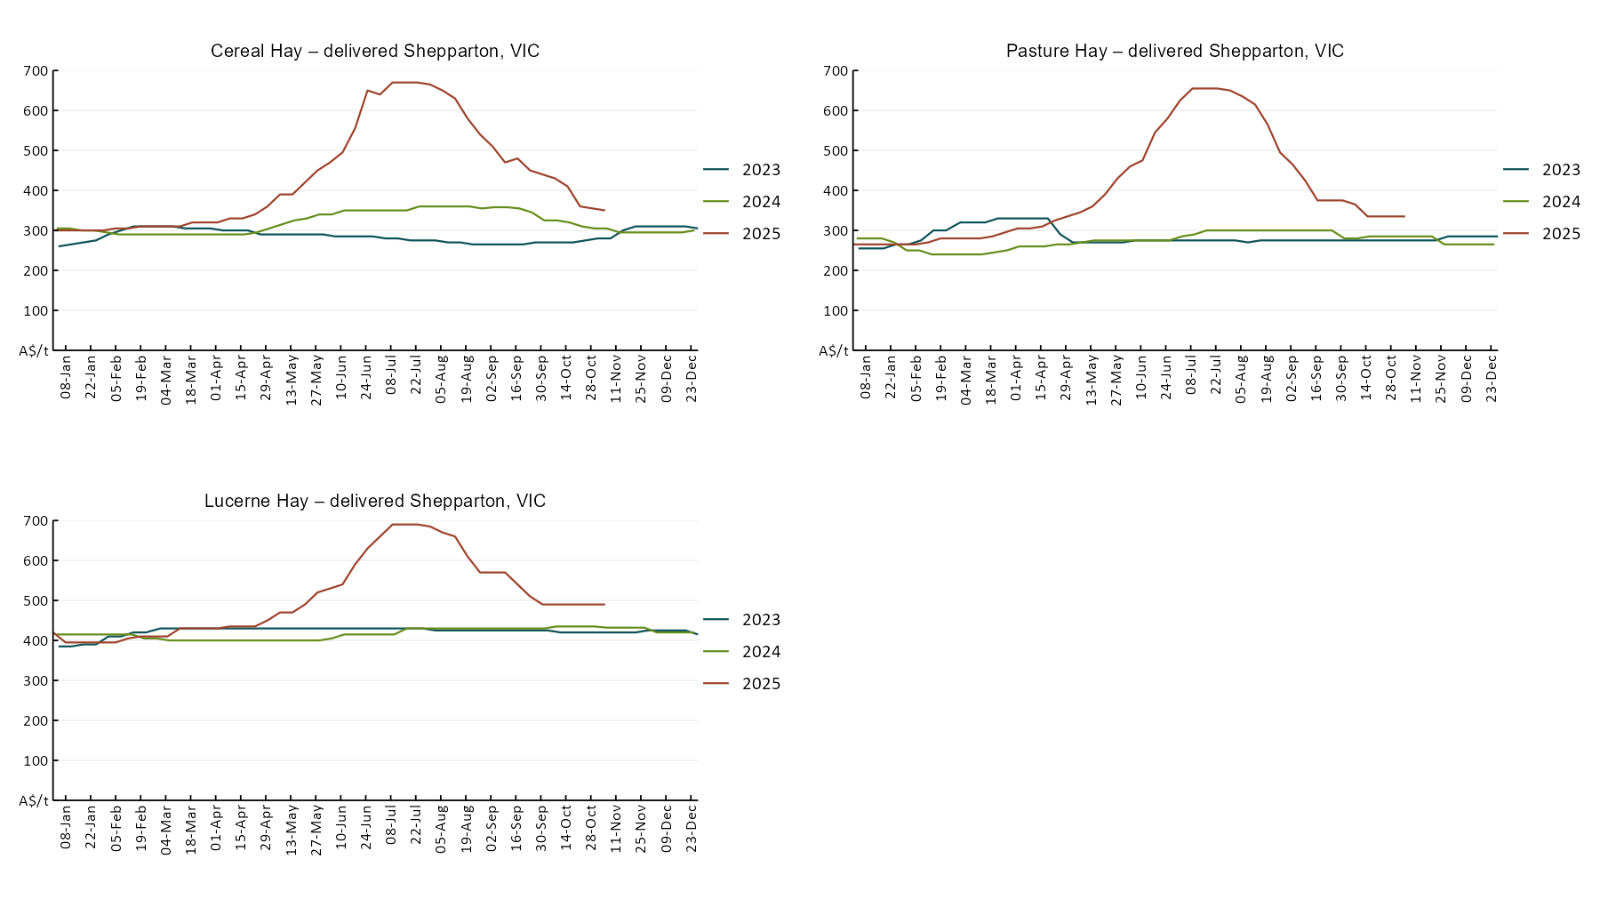 Cereal Hay – delivered Shepparton, VIC
700
600
500
400
300
200
100
A$/t
08-Jan
22-Jan
05-Feb
19-Feb
04-Mar
18-Mar
01-Apr
15-Apr
29-Apr
13-May
27-May
10-Jun
24-Jun
08-Jul
22-Jul
05-Aug
19-Aug
02-Sep
16-Sep
30-Sep
14-Oct
28-Oct
11-Nov
25-Nov
09-Dec
23-Dec
2023
2024
2025
Pasture Hay – delivered Shepparton, VIC
700
600
500
400
300
200
100
A$/t
08-Jan
22-Jan
05-Feb
19-Feb
04-Mar
18-Mar
01-Apr
15-Apr
29-Apr
13-May
27-May
10-Jun
24-Jun
08-Jul
22-Jul
05-Aug
19-Aug
02-Sep
16-Sep
30-Sep
14-Oct
28-Oct
11-Nov
25-Nov
09-Dec
23-Dec
2023
2024
2025
Lucerne Hay – delivered Shepparton, VIC
700
600
500
400
300
200
100
A$/t
08-Jan
22-Jan
05-Feb
19-Feb
04-Mar
18-Mar
01-Apr
15-Apr
29-Apr
13-May
27-May
10-Jun
24-Jun
08-Jul
22-Jul
05-Aug
19-Aug
02-Sep
16-Sep
30-Sep
14-Oct
28-Oct
11-Nov
25-Nov
09-Dec
23-Dec
2023
2024
2025